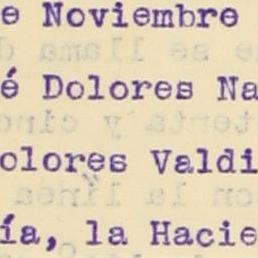 e Noviembre
é Dolores Na
olores Valdi
ía, la Hacie